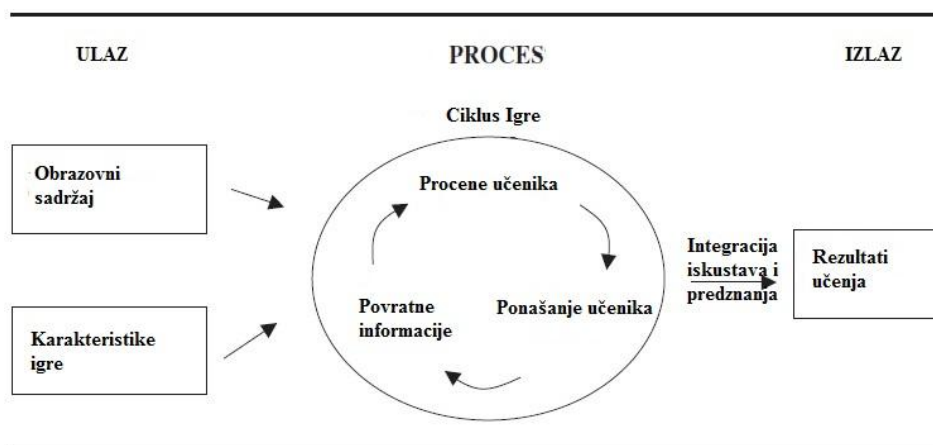 ULAZ
PROCES
IZLAZ
Ciklus Igre
Obrazovni
sadržaj
Procene učenika
Integracija
iskustava i
predznanja
Rezultati
učenja
Povratne
informacije
Ponašanje učenika
Karakteristike
igre